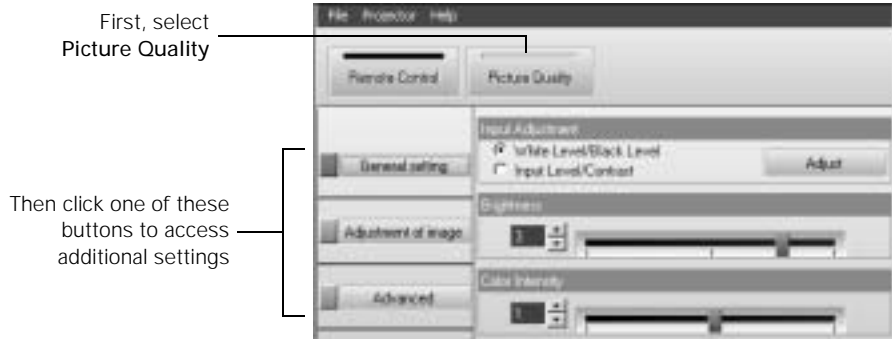 First, select
Picture Quality
File Projector Help
Remote Control Picture Quality
Input Adjustment
White Level/Black Level
Input Level/Contrast
Adjust
General setting
Then click one of these
buttons to access
additional settings
Brightness
Adjustment of image
Color Intensity
Advanced